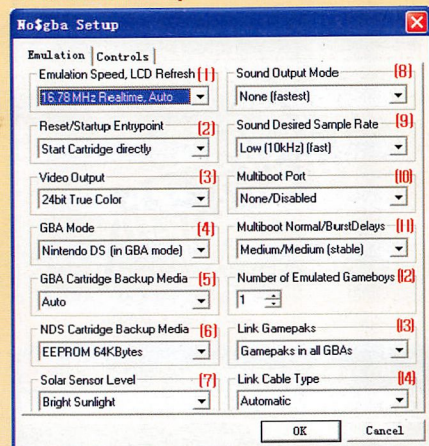 No$gba Setup
Emulation Controls
Emulation Speed, LCD Refresh (1)
16.78MHz Realtime, Auto
Reset/Startup Entrypoint (2)
Start Cartridge directly
Video Output (3)
24bit True Color
GBA Mode (4)
Nintendo DS (in GBA mode)
GBA Cartridge Backup Media (5)
Auto
NDS Cartridge Backup Media (6)
EEPROM 64KBytes
Solar Sensor Level (7)
Bright Sunlight
Sound Output Mode (8)
None (fastest)
Sound Desired Sample Rate (9)
Low (10kHz) (fast)
Multiboot Port (10)
None/Disabled
Multiboot Normal/BurstDelays (11)
Medium/Medium (stable)
Number of Emulated Gameboys (12)
1
Link Gamepaks (13)
Gamepaks in all GBAs
Link Cable Type (14)
Automatic
OK Cancel